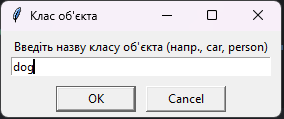 Клас об'єкта
Введіть назву класу об'єкта (напр., car, person)
dog
OK
Cancel